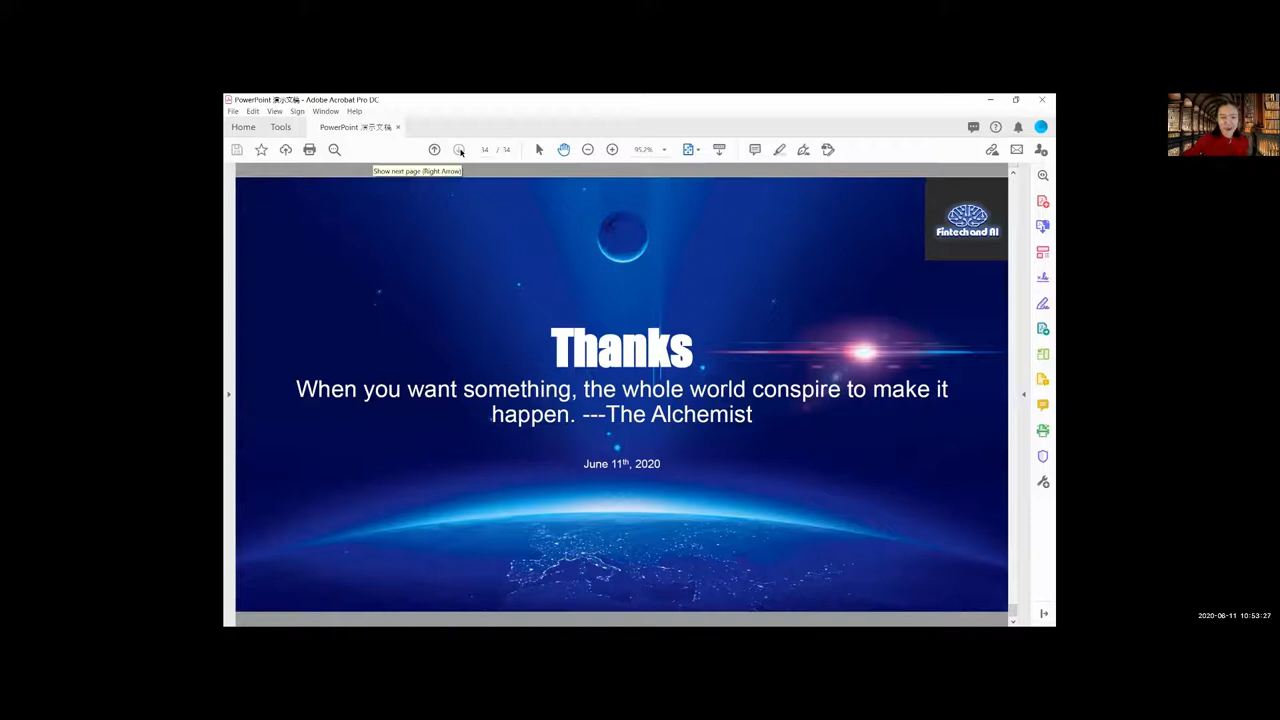 PowerPoint 演示文稿 - Adobe Acrobat Pro DC
File Edit View Sign Window Help
Home Tools PowerPoint 演示文稿 ×
34 / 34 95.2%
Show next page (Right Arrow)
Fintech and AI
Thanks
When you want something, the whole world conspire to make it
happen. ---The Alchemist
June 11th, 2020
2020-06-11 10:53:27